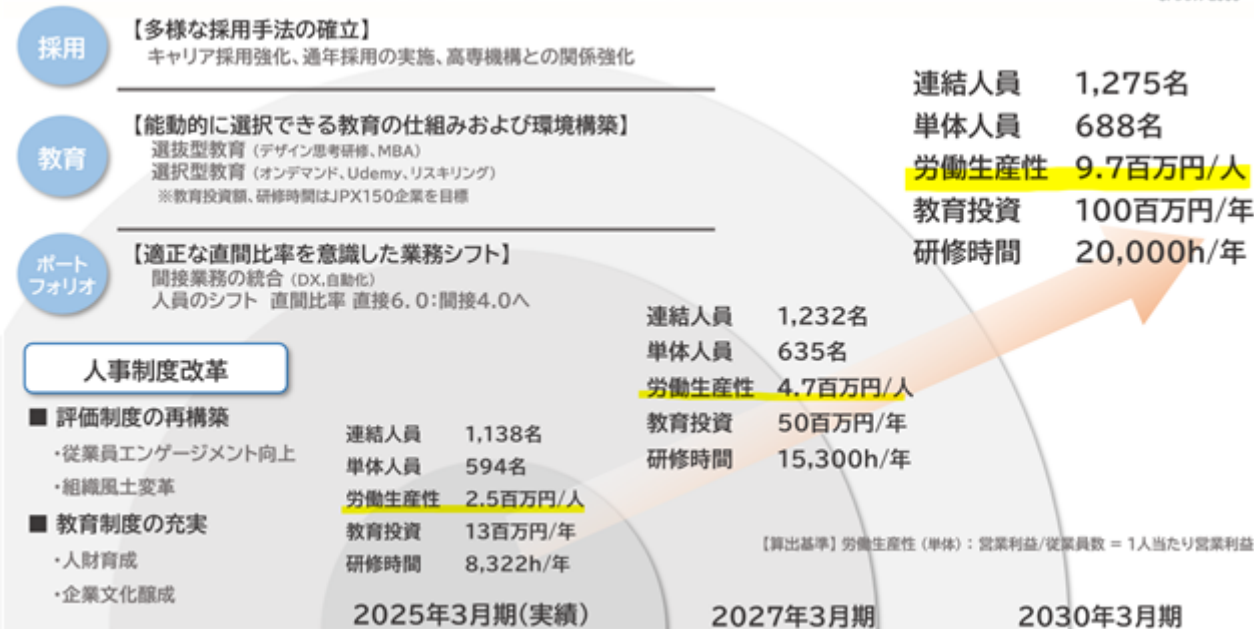 採用
【多様な採用手法の確立】
キャリア採用強化、通年採用の実施、高専機構との関係強化
教育
【能動的に選択できる教育の仕組みおよび環境構築】
選抜型教育（デザイン思考研修、MBA）
選択型教育（オンデマンド、Udemy、リスキリング）
※教育投資額、研修時間はJPX150企業を目標
ポート
フォリオ
【適正な直間比率を意識した業務シフト】
間接業務の統合（DX,自動化）
人員のシフト 直間比率 直接6.0：間接4.0へ
人事制度改革
■ 評価制度の再構築
・従業員エンゲージメント向上
・組織風土変革
■ 教育制度の充実
・人財育成
・企業文化醸成
連結人員 1,138名
単体人員 594名
労働生産性 2.5百万円/人
教育投資 13百万円/年
研修時間 8,322h/年
2025年3月期(実績)
連結人員 1,232名
単体人員 635名
労働生産性 4.7百万円/人
教育投資 50百万円/年
研修時間 15,300h/年
2027年3月期
連結人員 1,275名
単体人員 688名
労働生産性 9.7百万円/人
教育投資 100百万円/年
研修時間 20,000h/年
【算出基準】労働生産性（単体）：営業利益/従業員数 = 1人当たり営業利益
2030年3月期